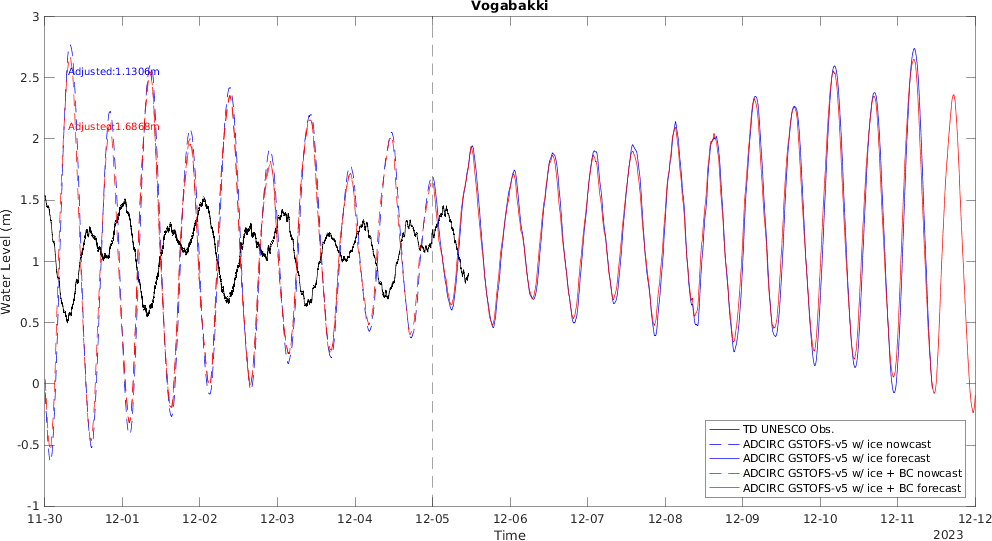 Vogabakki
3
2.5
2
1.5
1
0.5
0
-0.5
-1
Water Level (m)
Adjusted:1.1306m
Adjusted:1.6868m
TD UNESCO Obs.
ADCIRC GSTOFS-v5 w/ ice nowcast
ADCIRC GSTOFS-v5 w/ ice forecast
ADCIRC GSTOFS-v5 w/ ice + BC nowcast
ADCIRC GSTOFS-v5 w/ ice + BC forecast
11-30 12-01 12-02 12-03 12-04 12-05 12-06 12-07 12-08 12-09 12-10 12-11 12-12
Time
2023